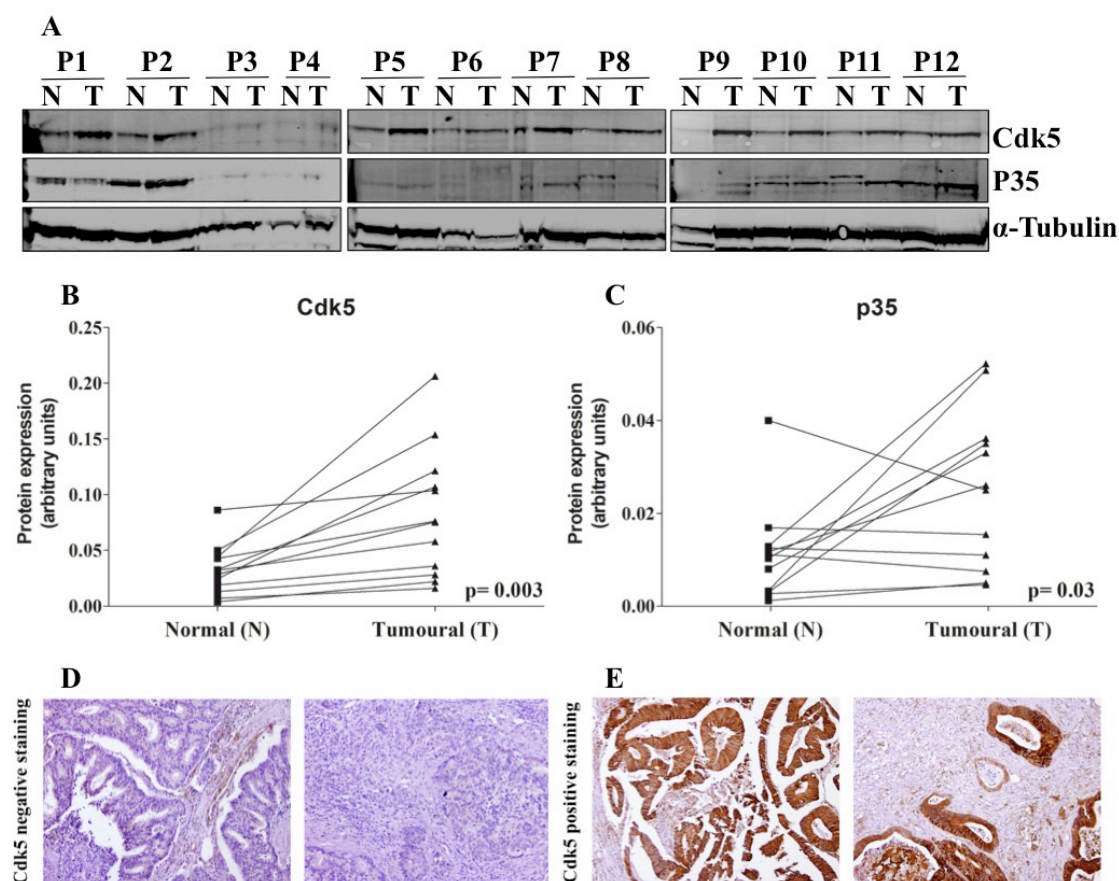 A
P1 P2 P3 P4 P5 P6 P7 P8 P9 P10 P11 P12
N T N T N T N T N T N T N T N T N T N T N T N T
Cdk5
P35
α-Tubulin
B
Cdk5
Protein expression
(arbitrary units)
0.25
0.20
0.15
0.10
0.05
0.00
p= 0.003
Normal (N) Tumoural (T)
C
p35
Protein expression
(arbitrary units)
0.06
0.04
0.02
0.00
p= 0.03
Normal (N) Tumoural (T)
D
Cdk5 negative staining
E
Cdk5 positive staining